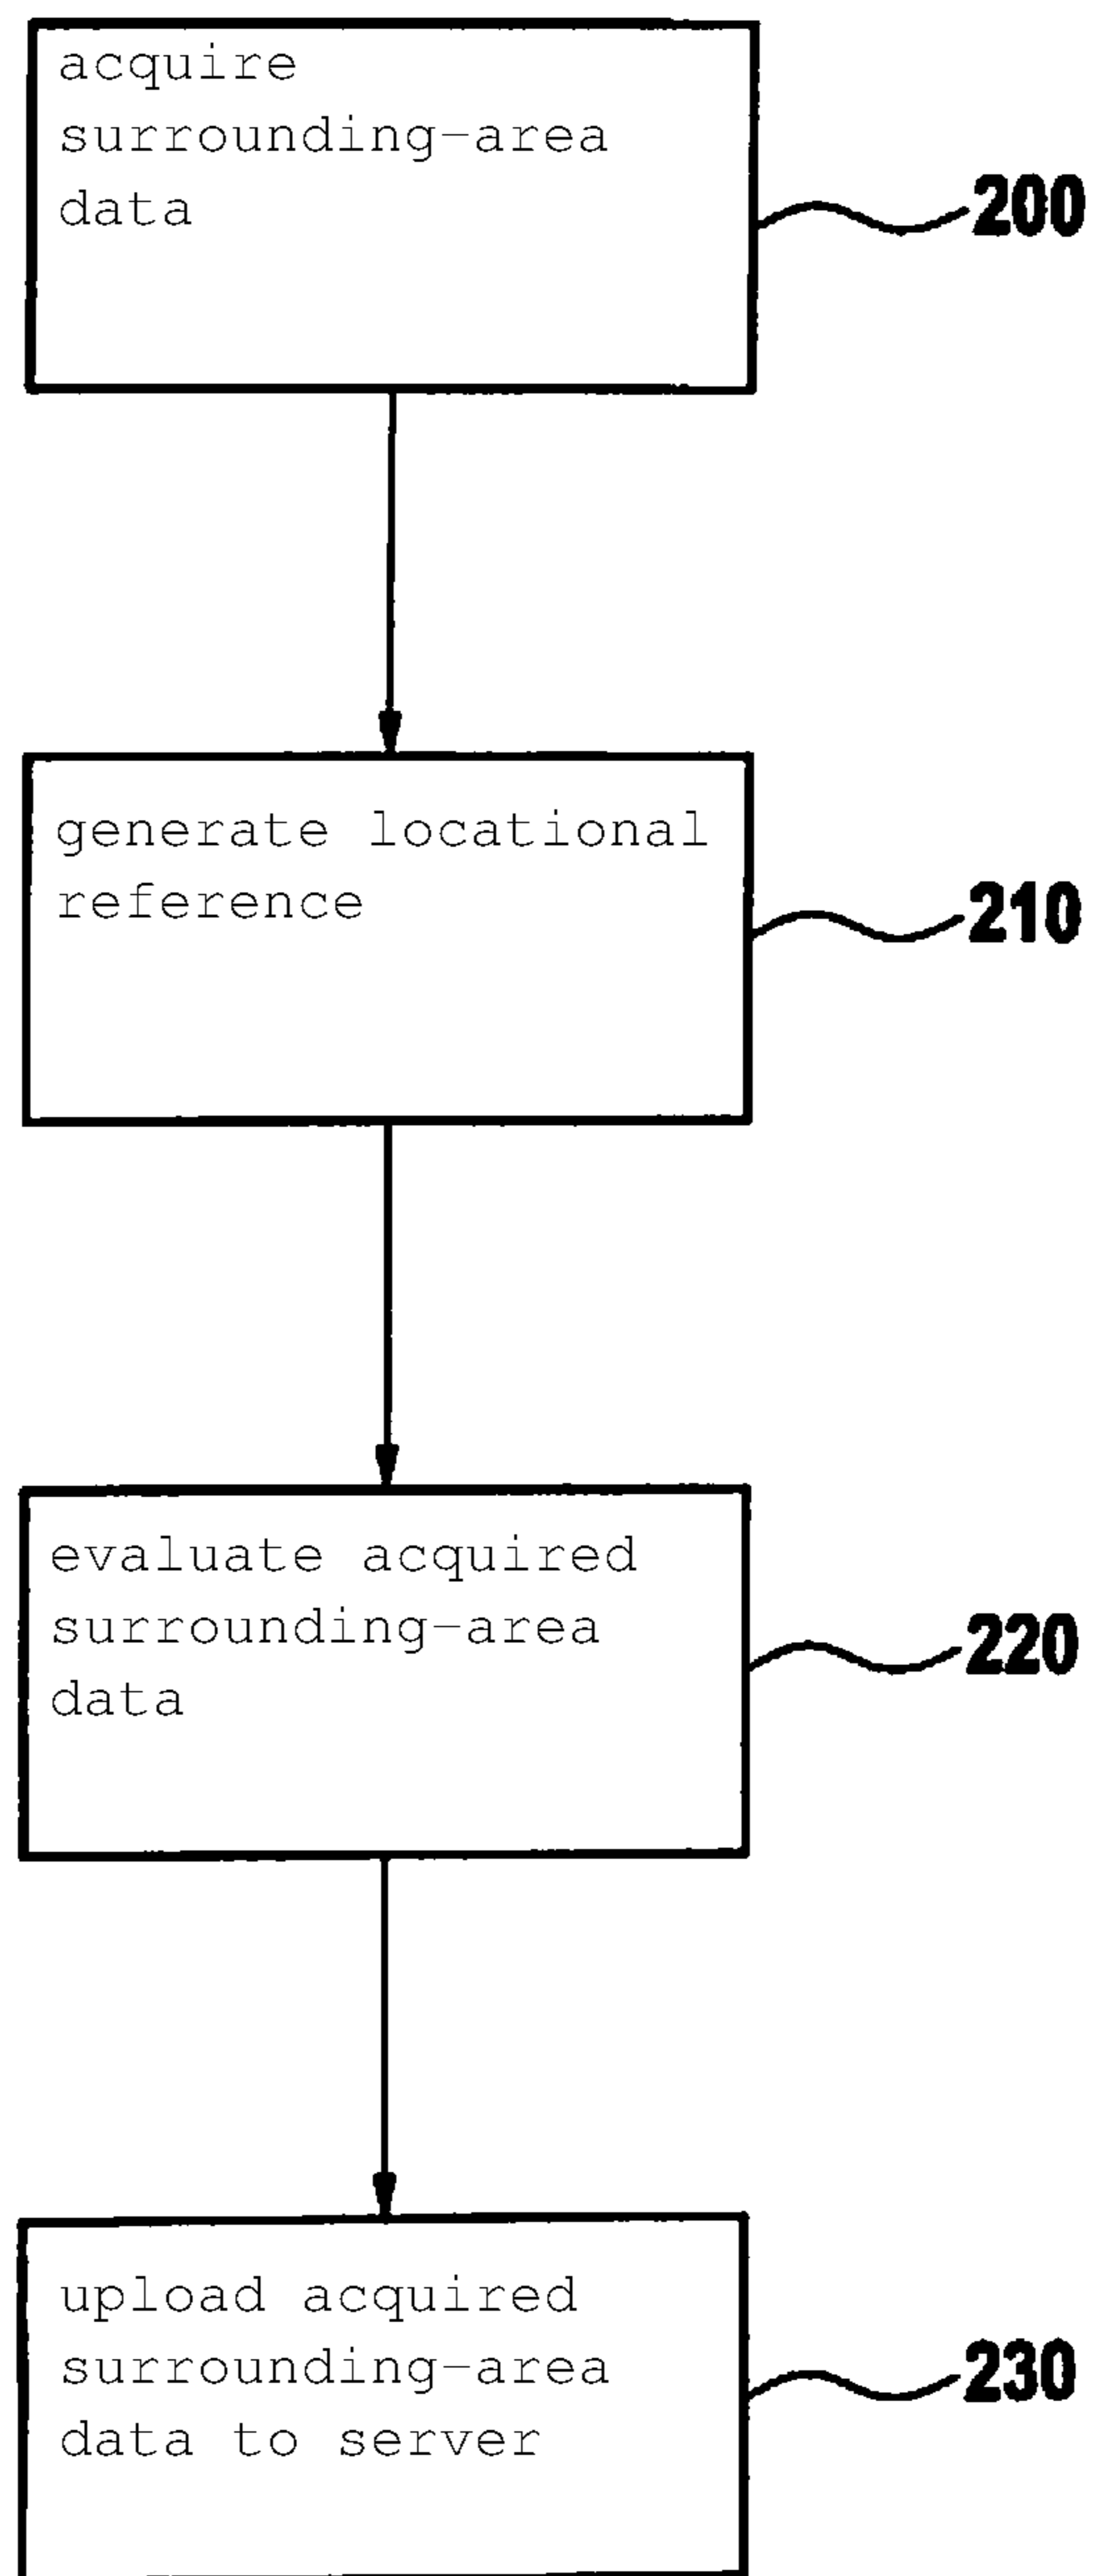 acquire
surrounding-area
data
200
generate locational
reference
210
evaluate acquired
surrounding-area
data
220
upload acquired
surrounding-area
data to server
230